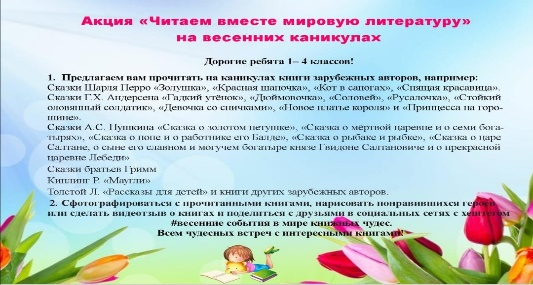 Акция «Читаем вместе мировую литературу»
на весенних каникулах
Дорогие ребята 1– 4 классов!
1. Предлагаем вам прочитать на каникулах книги зарубежных авторов, например:
Сказки Шарля Перро «Золушка», «Красная шапочка», «Кот в сапогах», «Спящая красавица».
Сказки Г.Х. Андерсена «Гадкий утёнок», «Дюймовочка», «Соловей», «Русалочка», «Стойкий
оловянный солдатик», «Девочка со спичками», «Новое платье короля» и «Принцесса на горо-
шине».
Сказки А.С. Пушкина «Сказка о золотом петушке», «Сказка о мёртвой царевне и о семи бога-
тырях», «Сказка о попе и о работнике его Балде», «Сказка о рыбаке и рыбке», «Сказка о царе
Салтане, о сыне его славном и могучем богатыре князе Гвидоне Салтановиче и о прекрасной
царевне Лебеди»
Сказки братьев Гримм
Киплинг Р. «Маугли»
Толстой Л. «Рассказы для детей» и книги других зарубежных авторов.
2. Сфотографироваться с прочитанными книгами, нарисовать понравившихся героев
или сделать видеотзыв о книгах и поделиться с друзьями в социальных сетях с хештегом
#весенние события в мире книжных чудес.
Всем чудесных встреч с интересными книгами!